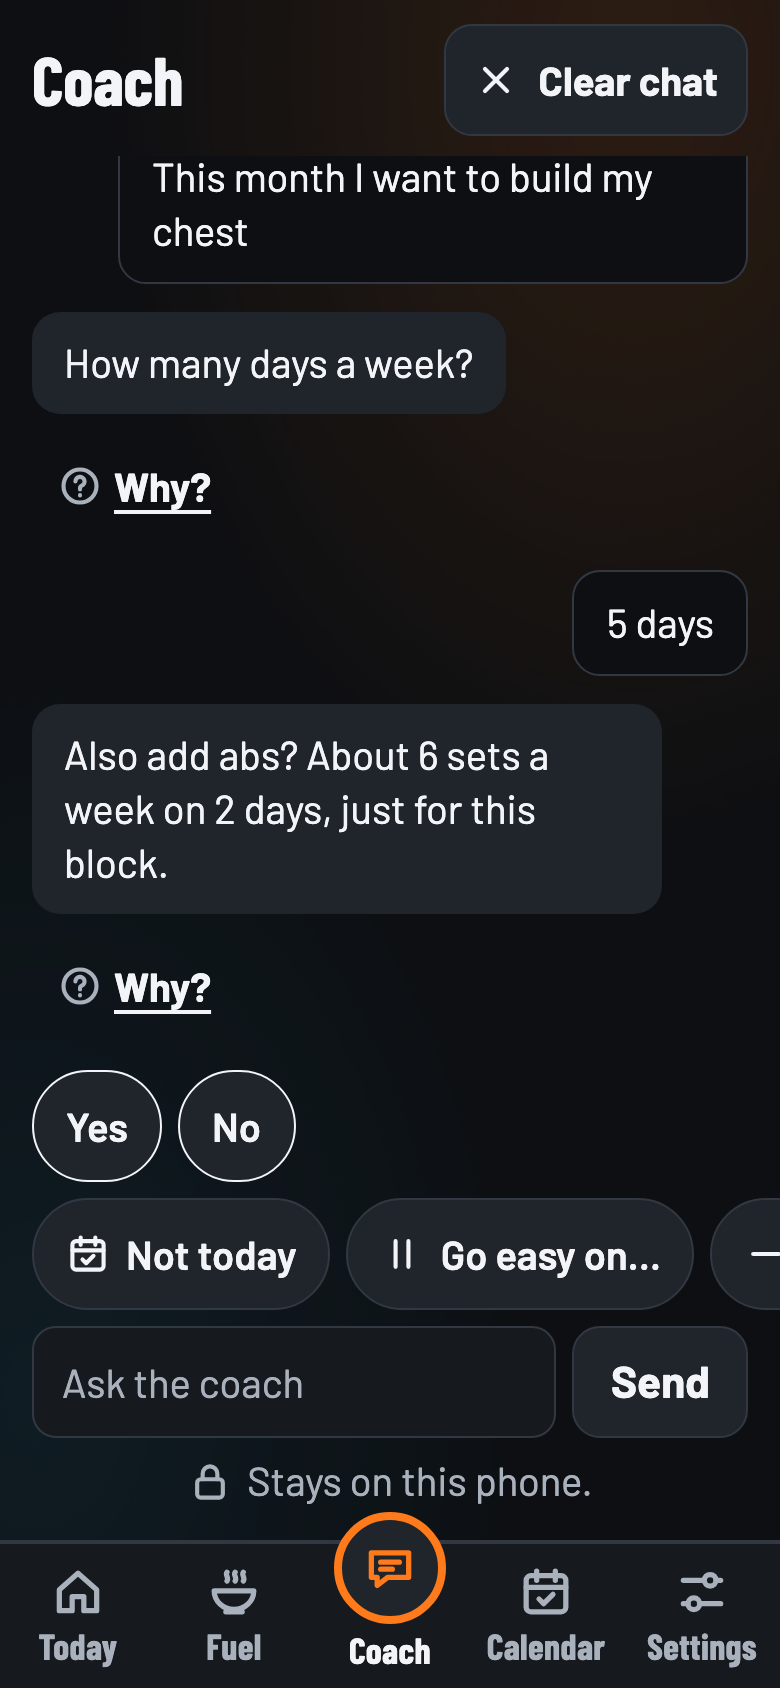 Coach
Clear chat
This month I want to build my
chest
How many days a week?
Why?
5 days
Also add abs? About 6 sets a
week on 2 days, just for this
block.
Why?
Yes
No
Not today
Go easy on...
Ask the coach
Send
Stays on this phone.
Today
Fuel
Coach
Calendar
Settings